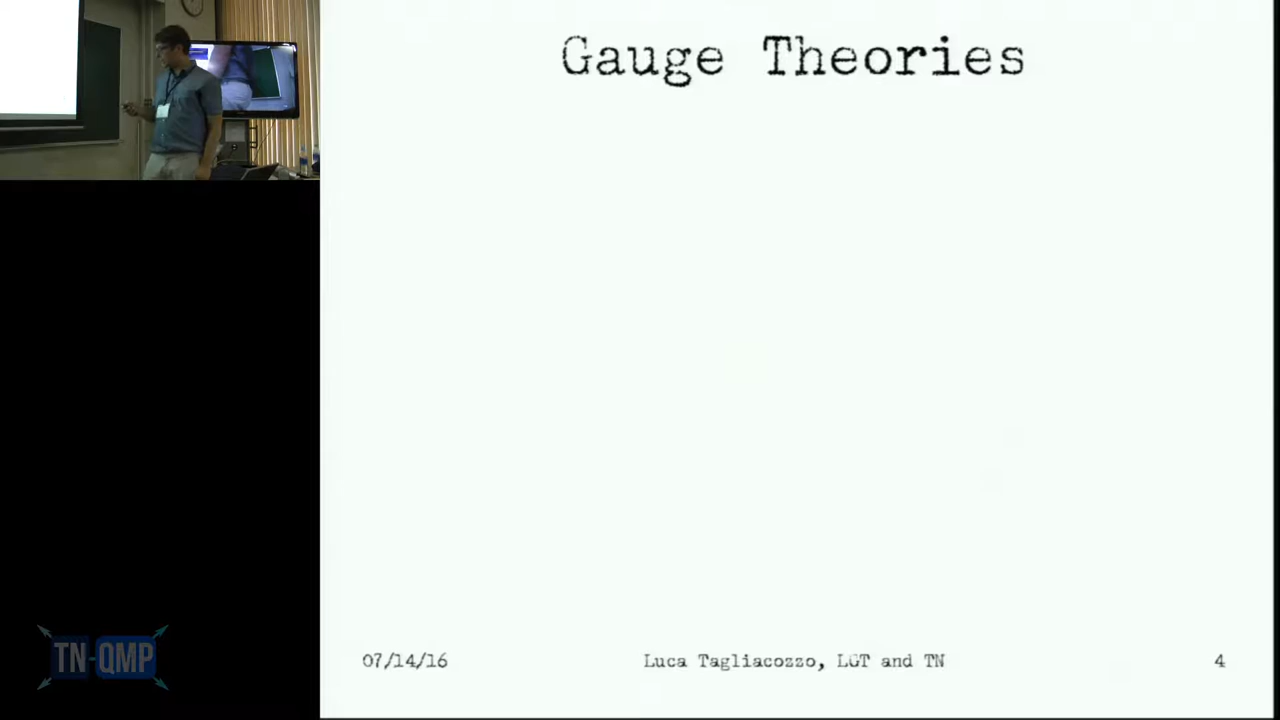 Gauge Theories
07/14/16
Luca Tagliacozzo, LGT and TN
4
TN-QMP